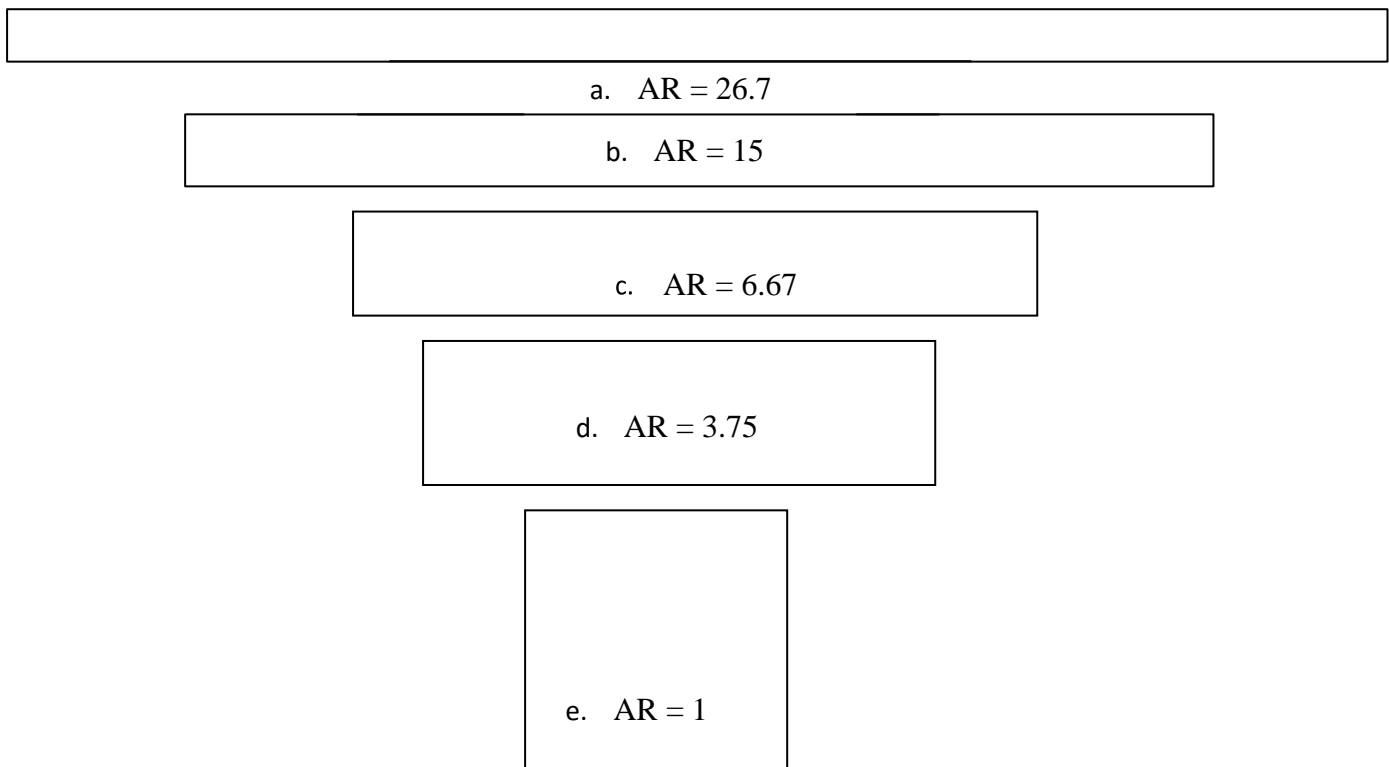 a. AR = 26.7
b. AR = 15
c. AR = 6.67
d. AR = 3.75
e. AR = 1